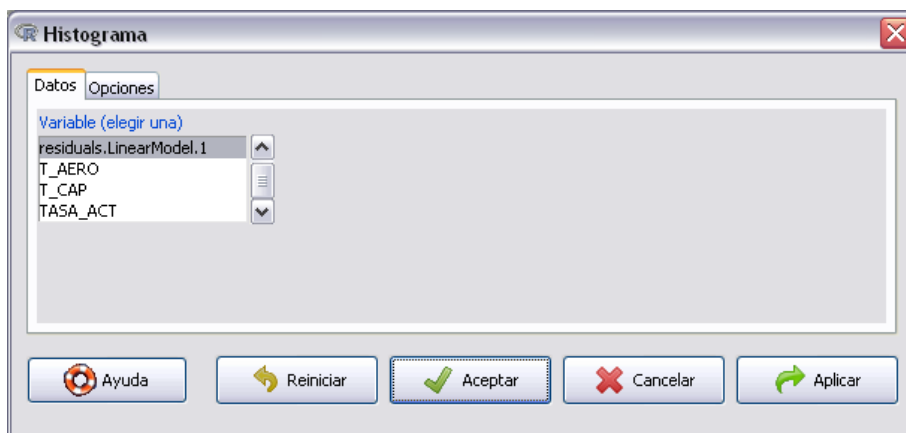 Histograma
Datos Opciones
Variable (elegir una)
residuals.LinearModel.1
T_AERO
T_CAP
TASA_ACT
Ayuda Reiniciar Aceptar Cancelar Aplicar